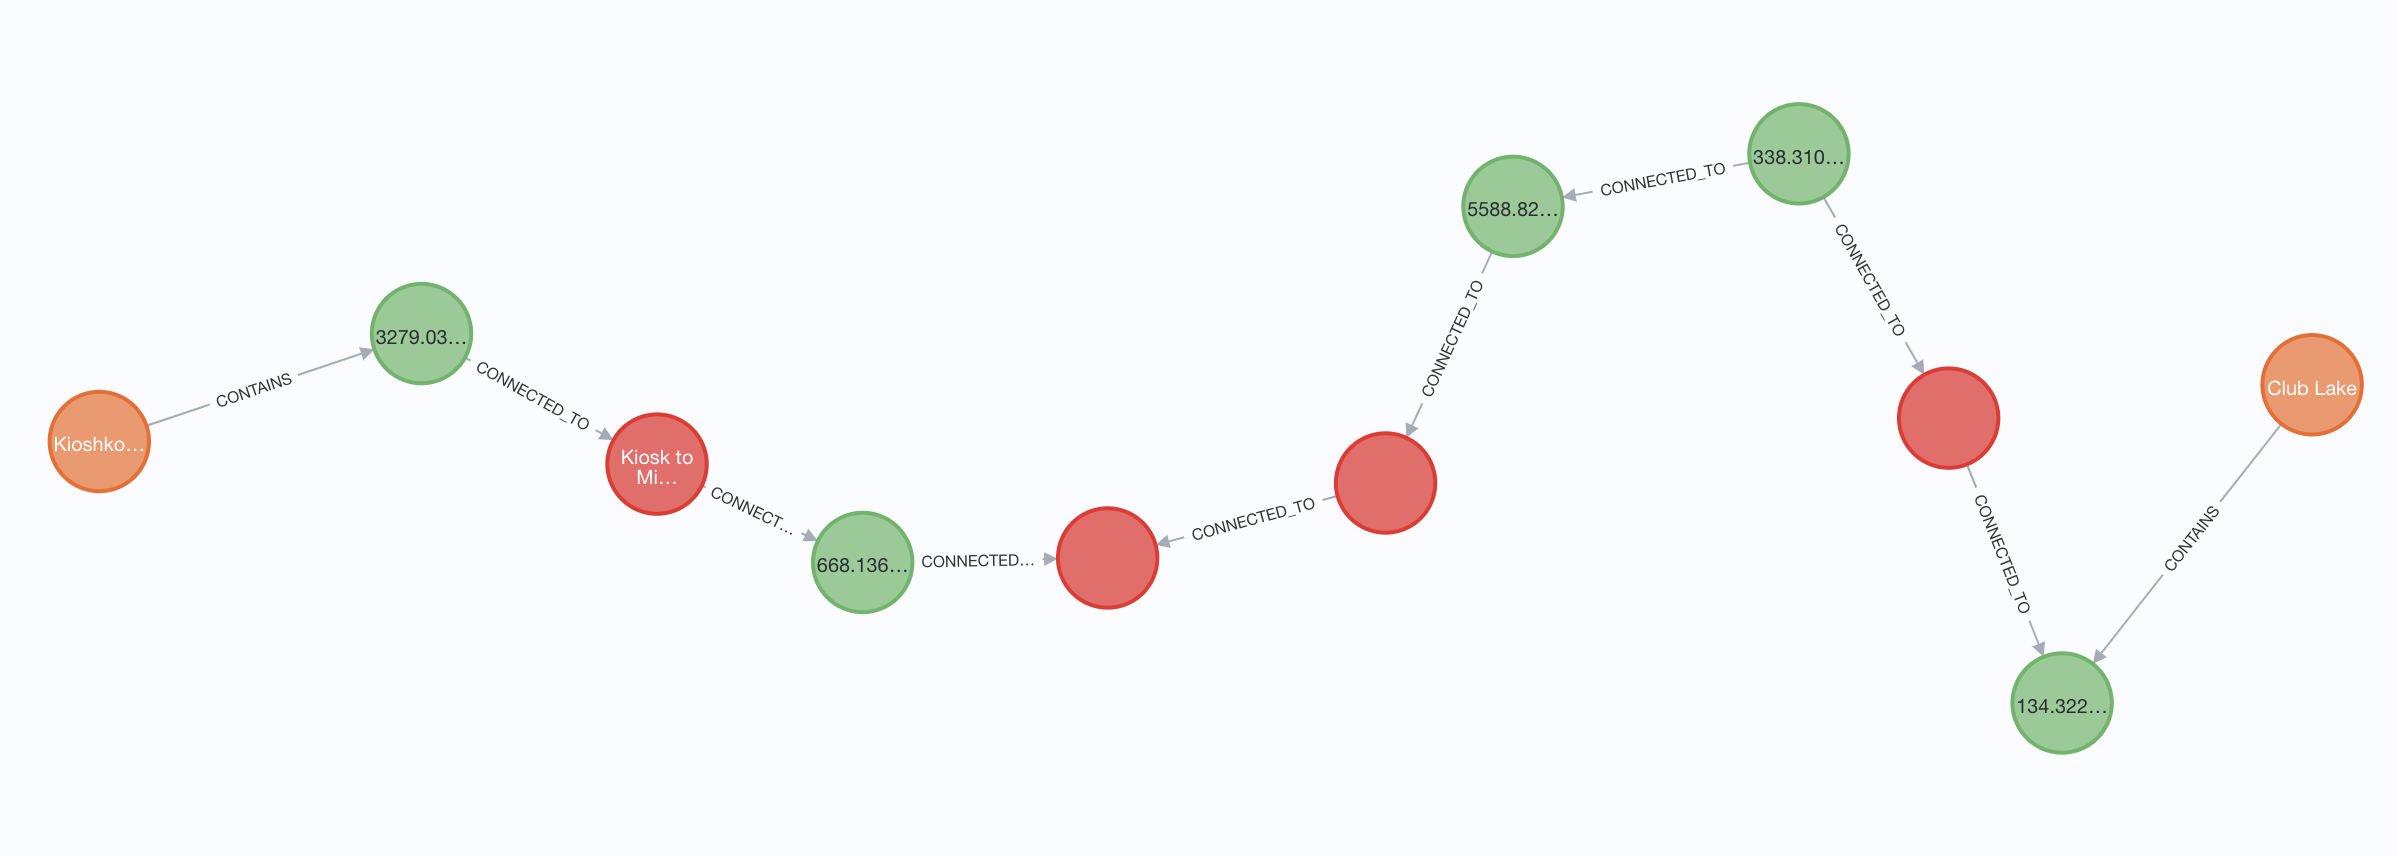 Kioshko...
CONTAINS
3279.03...
CONNECTED_TO
Kiosk to
Mi...
CONNECT...
668.136...
CONNECTED...
CONNECTED_TO
CONNECTED_TO
5588.82...
CONNECTED_TO
338.310...
CONNECTED_TO
CONNECTED_TO
134.322...
CONTAINS
Club Lake